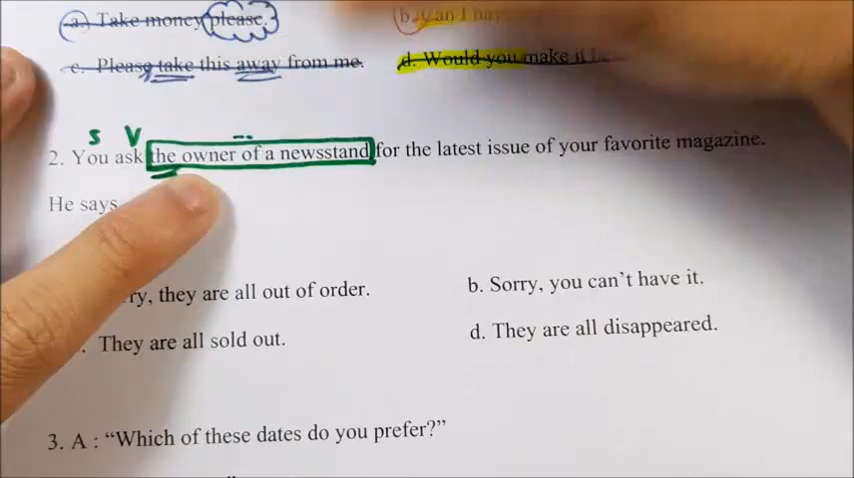 a. Take money please. b. Can I hav
c. Please take this away from me. d. Would you make it
S V
2. You ask the owner of a newsstand for the latest issue of your favorite magazine.
He says
ry, they are all out of order. b. Sorry, you can't have it.
. They are all sold out. d. They are all disappeared.
3. A : “Which of these dates do you prefer?”